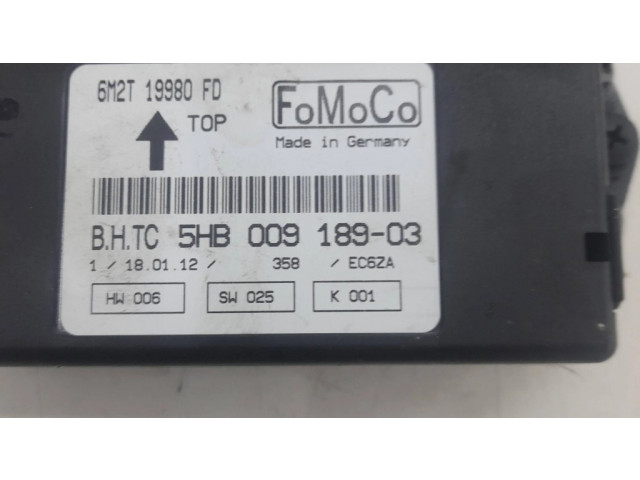 6M2T 19980 FD
FoMoCo
TOP
Made in Germany
B.H.TC 5HB 009 189-03
1 / 18.01.12 / 358 / EC6ZA
HW 006 SW 025 K 001